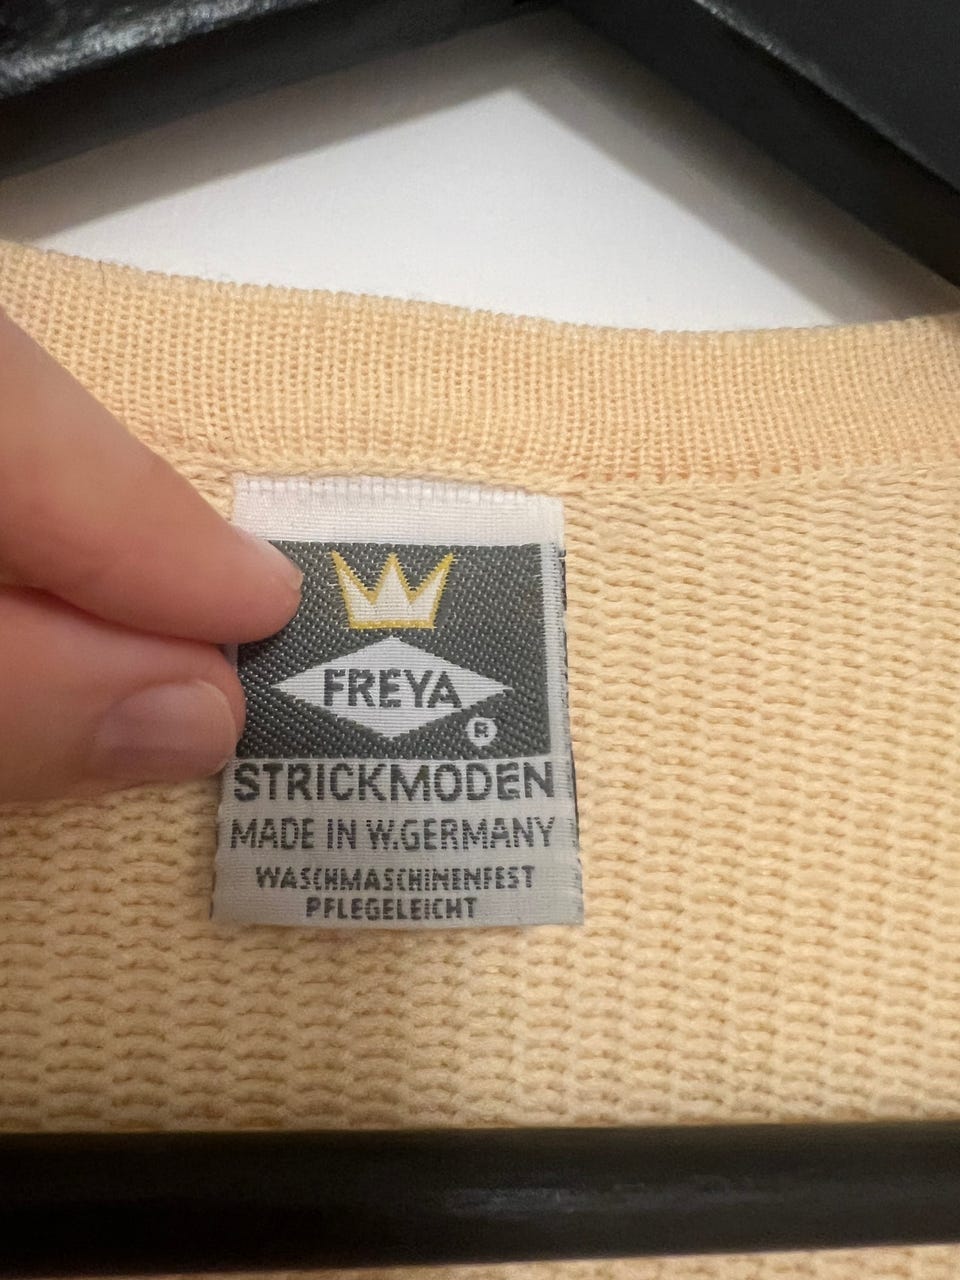 FREYA
®
STRICKMODEN
MADE IN W.GERMANY
WASCHMASCHINENFEST
PFLEGELEICHT